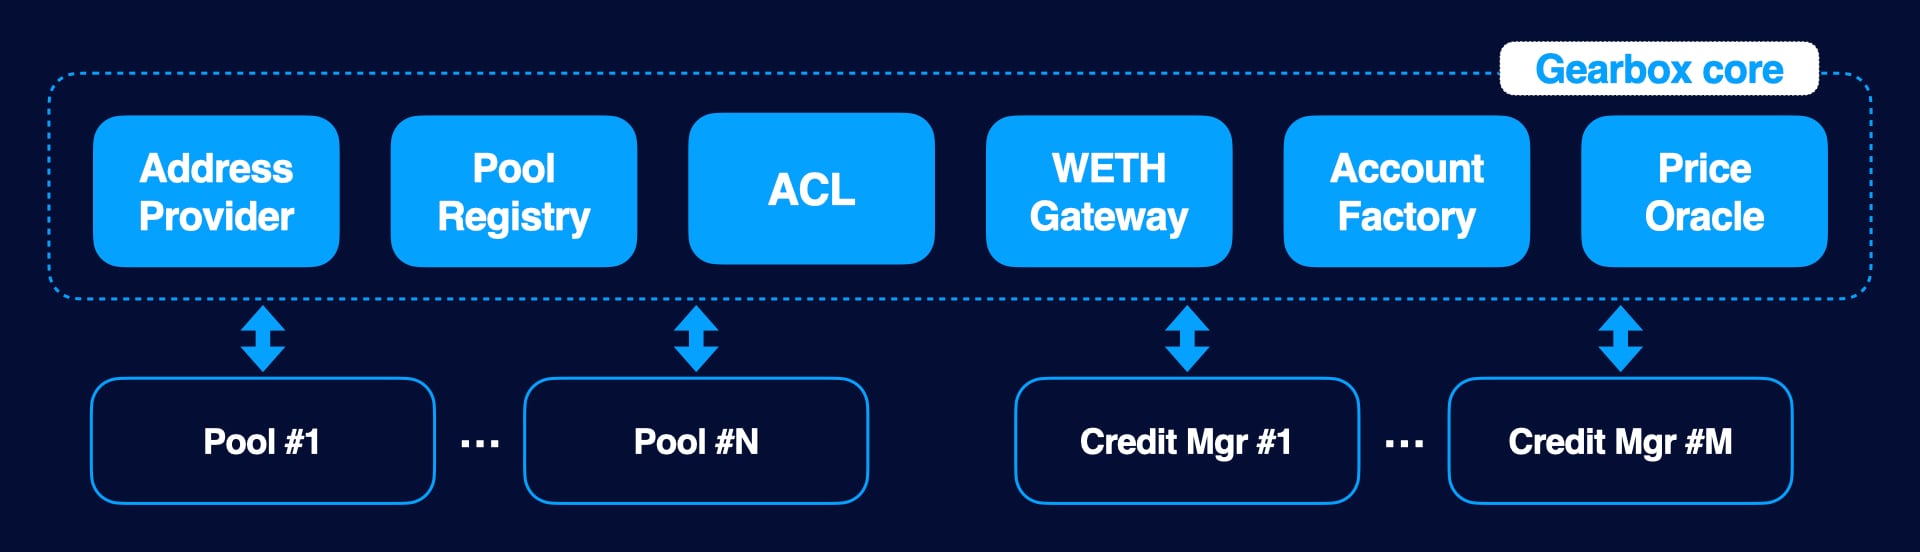 Gearbox core
Address
Provider
Pool
Registry
ACL
WETH
Gateway
Account
Factory
Price
Oracle
Pool #1
...
Pool #N
Credit Mgr #1
...
Credit Mgr #M